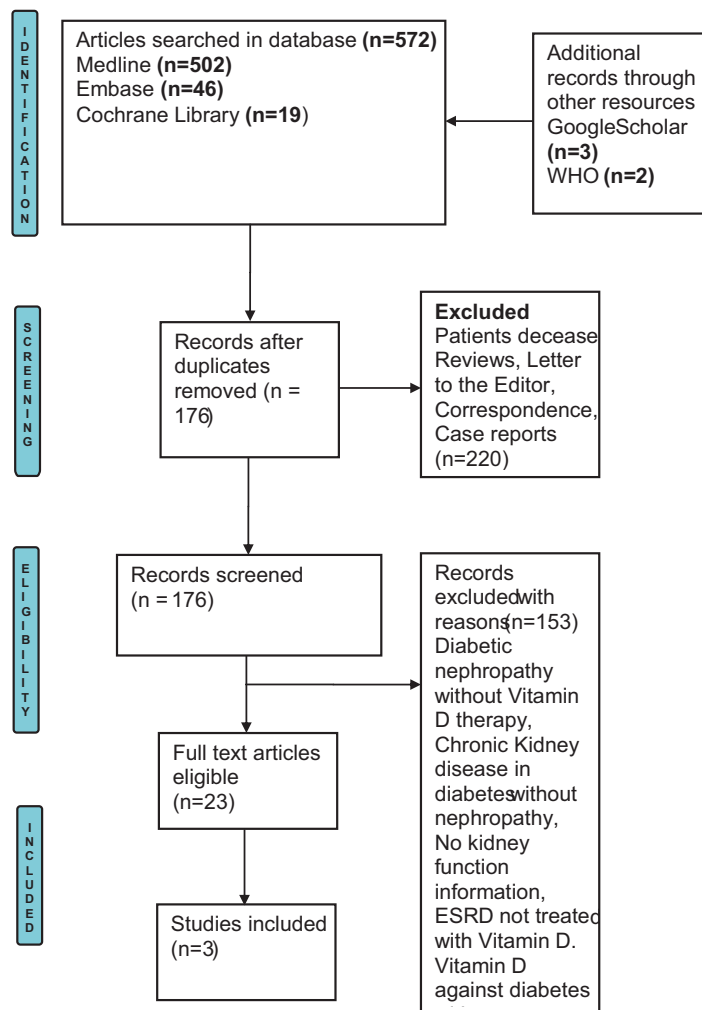 IDENTIFICATION
Articles searched in database (n=572)
Medline (n=502)
Embase (n=46)
Cochrane Library (n=19)
Additional
records through
other resources
GoogleScholar
(n=3)
WHO (n=2)
SCREENING
Records after
duplicates
removed (n =
176)
Excluded
Patients decease
Reviews, Letter
to the Editor,
Correspondence,
Case reports
(n=220)
ELIGIBILITY
Records screened
(n = 176)
Records
excluded with
reasons (n=153)
Diabetic
nephropathy
without Vitamin
D therapy,
Chronic Kidney
disease in
diabetes without
nephropathy,
No kidney
function
information,
ESRD not treated
with Vitamin D.
Vitamin D
against diabetes
Full text articles
eligible
(n=23)
INCLUDED
Studies included
(n=3)